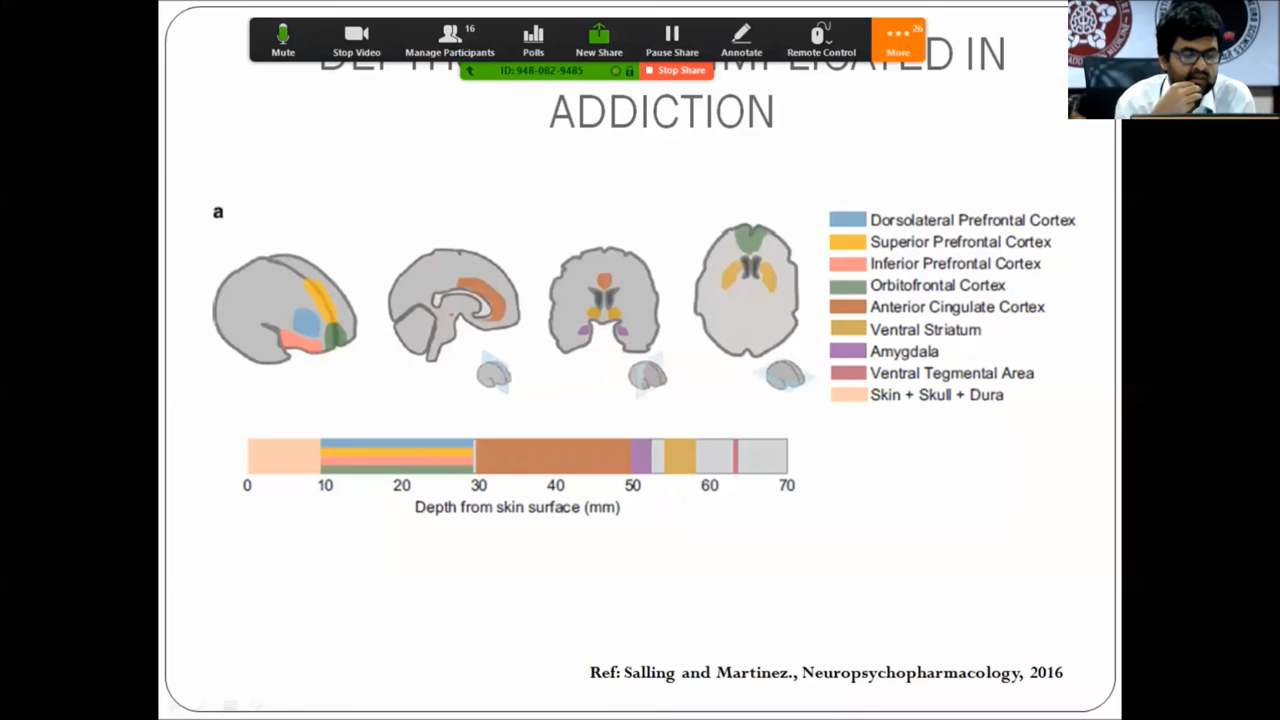 Mute
Stop Video
16
Manage Participants
Polls
New Share
Pause Share
Annotate
Remote Control
26
More
ID: 948-082-9485
Stop Share
IN
ADDICTION
a
Dorsolateral Prefrontal Cortex
Superior Prefrontal Cortex
Inferior Prefrontal Cortex
Orbitofrontal Cortex
Anterior Cingulate Cortex
Ventral Striatum
Amygdala
Ventral Tegmental Area
Skin + Skull + Dura
0 10 20 30 40 50 60 70
Depth from skin surface (mm)
Ref: Salling and Martinez., Neuropsychopharmacology, 2016